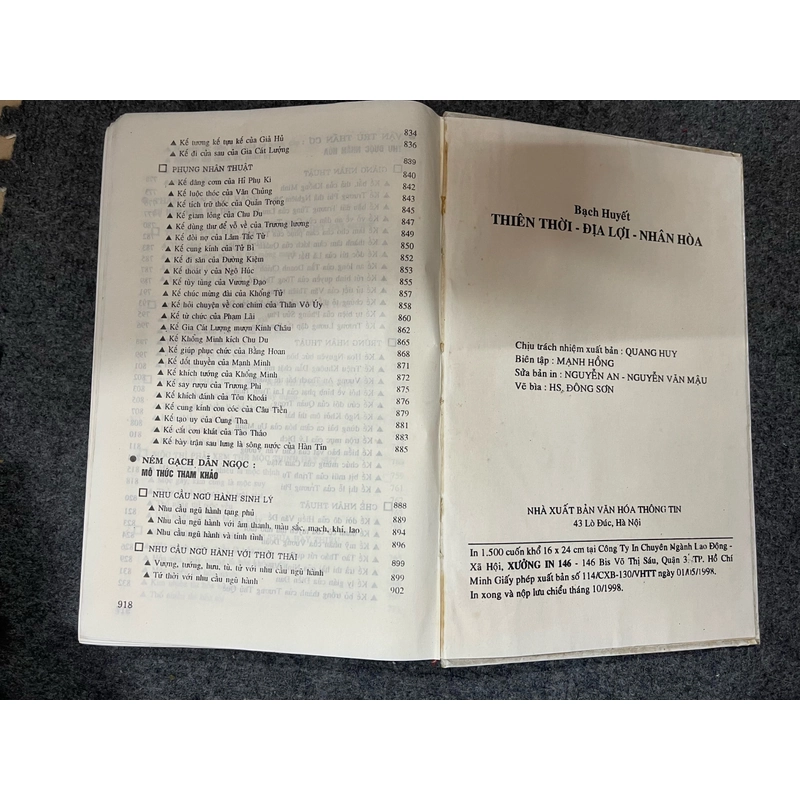 ▲ Kế tương kế tựu kế của Giả Hủ 834
▲ Kế đi cửa sau của Gia Cát Lượng 836
□ PHỤNG NHÂN THUẬT 839
▲ Kế dâng cơm của Hỉ Phụ Ki 840
▲ Kế luộc thóc của Văn Chủng 842
▲ Kế tích trữ thóc của Quản Trọng 843
▲ Kế giam lỏng của Chu Du 845
▲ Kế dùng thư để vỗ về của Trương lương 847
▲ Kế đòi nợ của Lâm Tắc Từ 849
▲ Kế cung kính của Tử Bì 850
▲ Kế đi săn của Dưỡng Kiệm 852
▲ Kế thoát y của Ngô Húc 855
▲ Kế tùy tùng của Vương Đạo 855
▲ Kế chúc mừng dài của Khổng Tử 857
▲ Kế hỏi chuyện về con chim của Thân Vô Úy 858
▲ Kế từ chức của Phạm Lãi 860
▲ Kế Gia Cát Lượng mượn Kinh Châu 862
▲ Kế Khổng Minh kích Chu Du 865
▲ Kế giúp phục chức của Bằng Hoan 868
▲ Kế đốt thuyền của Mạnh Minh 871
▲ Kế khích tướng của Khổng Minh 872
▲ Kế say rượu của Trương Phi 875
▲ Kế khích đánh của Tôn Khoái 876
▲ Kế cung kính con cóc của Câu Tiễn 879
▲ Kế tạo uy của Cung Tha 881
▲ Kế cắt cơn khát của Tào Tháo 883
▲ Kế bày trận sau lưng là sông nước của Hàn Tín 885
● NÉM GẠCH DẪN NGỌC :
MÔ THỨC THAM KHẢO
□ NHU CẦU NGŨ HÀNH SINH LÝ 888
▲ Nhu cầu ngũ hành tạng phủ 889
▲ Nhu cầu ngũ hành với âm thanh, màu sắc, mạch, khí, lao 894
▲ Nhu cầu ngũ hành và tính tình 896
□ NHU CẦU NGŨ HÀNH VỚI THỜI THÁI 899
▲ Vượng, tướng, hưu, tù, tử với nhu cầu ngũ hành 899
▲ Tử thời với nhu cầu ngũ hành 902
918
Bạch Huyết
THIÊN THỜI - ĐỊA LỢI - NHÂN HÒA
Chịu trách nhiệm xuất bản : QUANG HUY
Biên tập : MẠNH HỒNG
Sửa bản in : NGUYỄN AN - NGUYỄN VĂN MẬU
Vẽ bìa : HS, ĐÔNG SƠN
NHÀ XUẤT BẢN VĂN HÓA THÔNG TIN
43 Lò Đúc, Hà Nội
In 1.500 cuốn khổ 16 x 24 cm tại Công Ty In Chuyên Ngành Lao Động -
Xã Hội, XƯỞNG IN 146 - 146 Bis Võ Thị Sáu, Quận 3, TP. Hồ Chí
Minh Giấy phép xuất bản số 114/CXB-130/VHTT ngày 01/05/1998.
In xong và nộp lưu chiểu tháng 10/1998.